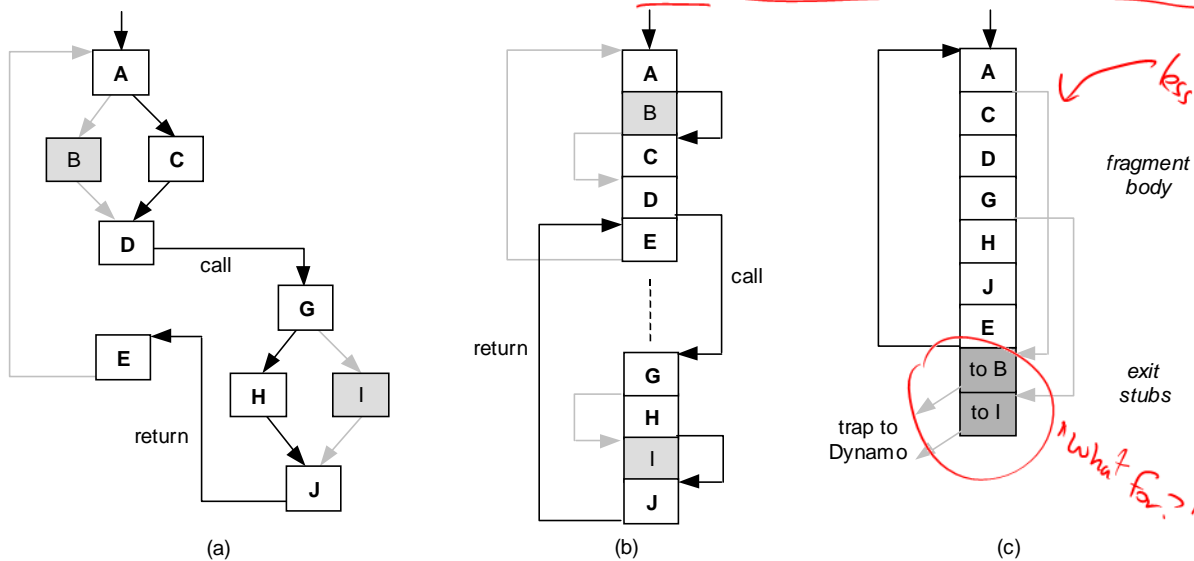 A
B
C
D
call
G
E
H
I
return
J
(a)
A
B
C
D
E
call
return
G
H
I
J
(b)
A
C
D
G
H
J
E
to B
to I
less
fragment
body
exit
stubs
trap to
Dynamo
"what
for?"
(c)